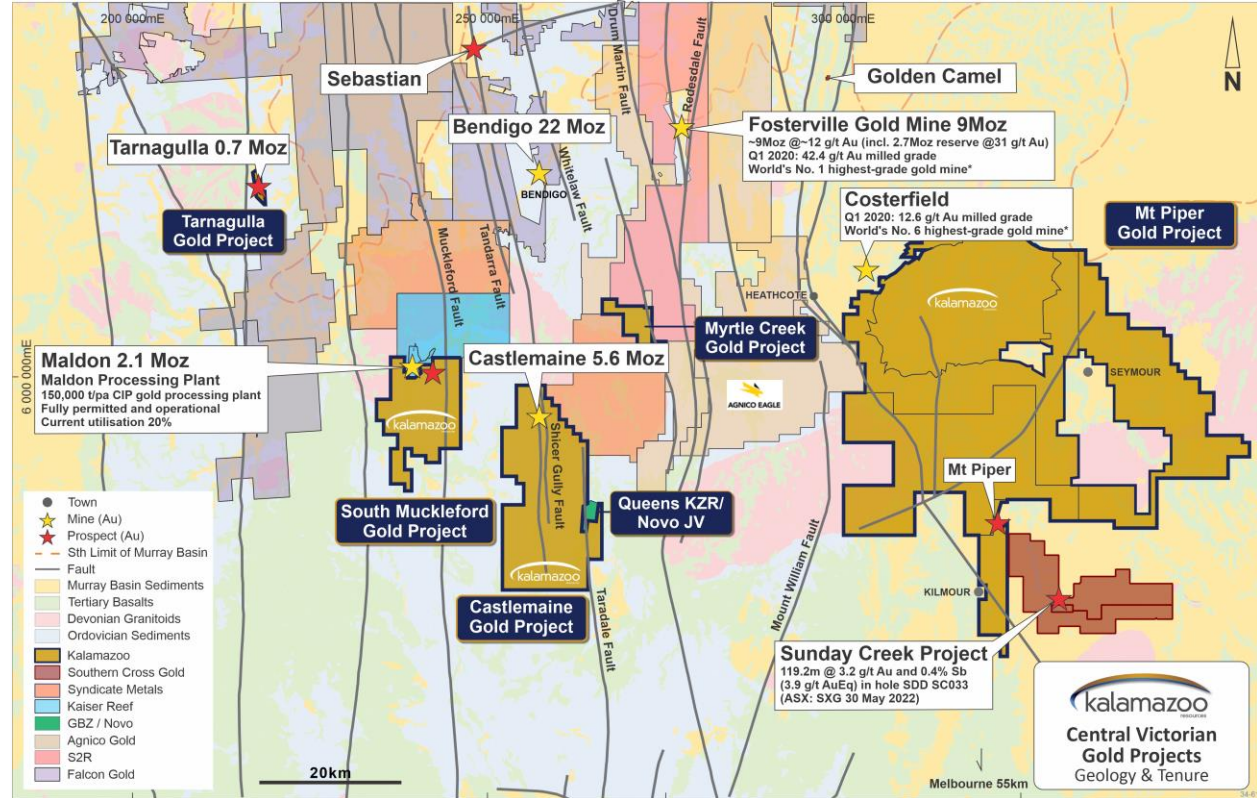 200 000mE
250 000mE
300 000mE
6 000 000mE
N
Drum Martin Fault
Redesdale Fault
Sebastian
Golden Camel
Bendigo 22 Moz
BENDIGO
Whitelaw Fault
Fosterville Gold Mine 9Moz
~9Moz @~12 g/t Au (incl. 2.7Moz reserve @31 g/t Au)
Q1 2020: 42.4 g/t Au milled grade
World's No. 1 highest-grade gold mine*
Tarnagulla 0.7 Moz
Tarnagulla
Gold Project
Costerfield
Q1 2020: 12.6 g/t Au milled grade
World's No. 6 highest-grade gold mine*
Mt Piper
Gold Project
Muckleford Fault
Tandarra Fault
HEATHCOTE
kalamazoo
Myrtle Creek
Gold Project
Maldon 2.1 Moz
Maldon Processing Plant
150,000 t/pa CIP gold processing plant
Fully permitted and operational
Current utilisation 20%
Castlemaine 5.6 Moz
AGNICO EAGLE
SEYMOUR
kalamazoo
Shicer Gully Fault
South Muckleford
Gold Project
Queens KZR/
Novo JV
Mt Piper
kalamazoo
Castlemaine
Gold Project
Taradale Fault
Mount William Fault
KILMOUR
Sunday Creek Project
119.2m @ 3.2 g/t Au and 0.4% Sb
(3.9 g/t AuEq) in hole SDD SC033
(ASX: SXG 30 May 2022)
Town
Mine (Au)
Prospect (Au)
Sth Limit of Murray Basin
Fault
Murray Basin Sediments
Tertiary Basalts
Devonian Granitoids
Ordovician Sediments
Kalamazoo
Southern Cross Gold
Syndicate Metals
Kaiser Reef
GBZ / Novo
Agnico Gold
S2R
Falcon Gold
20km
Melbourne 55km
kalamazoo
resources
Central Victorian
Gold Projects
Geology & Tenure